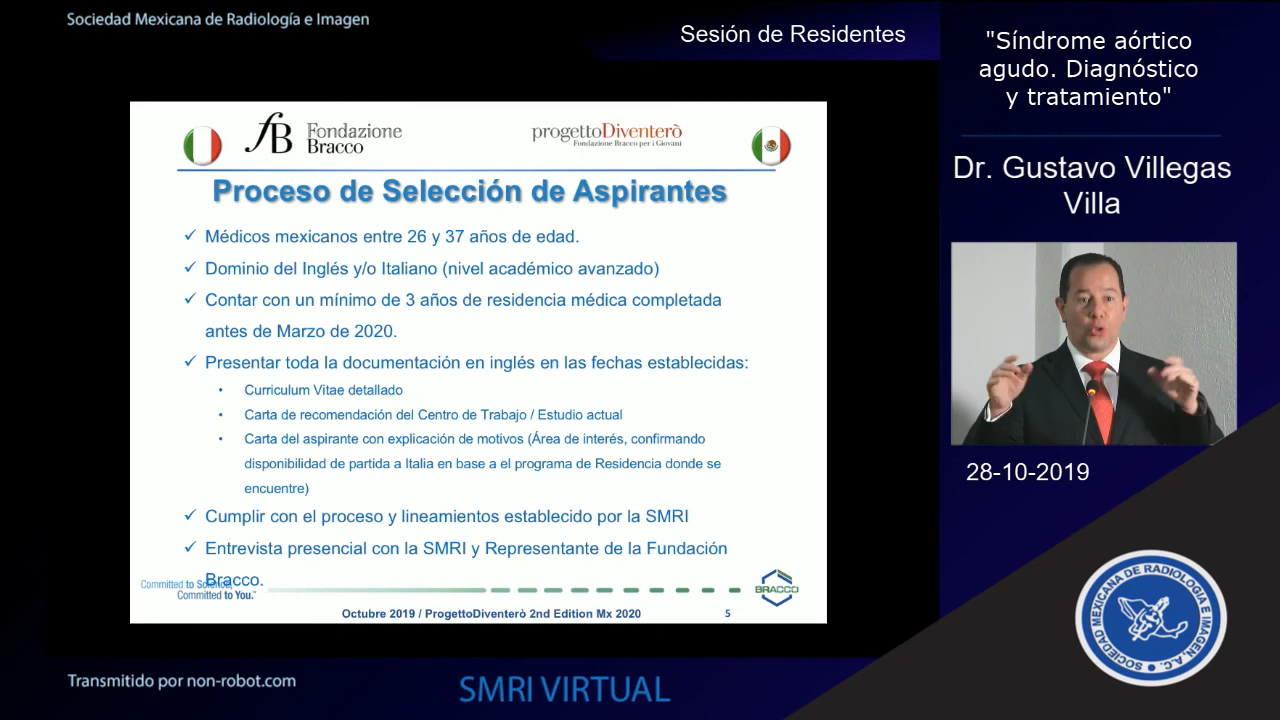 Sociedad Mexicana de Radiología e Imagen
Sesión de Residentes
"Síndrome aórtico
agudo. Diagnóstico
y tratamiento"
Dr. Gustavo Villegas
Villa
28-10-2019
fB Fondazione
Bracco
progettoDiventerò
Fondazione Bracco per i Giovani
Proceso de Selección de Aspirantes
✓ Médicos mexicanos entre 26 y 37 años de edad.
✓ Dominio del Inglés y/o Italiano (nivel académico avanzado)
✓ Contar con un mínimo de 3 años de residencia médica completada
antes de Marzo de 2020.
✓ Presentar toda la documentación en inglés en las fechas establecidas:
• Curriculum Vitae detallado
• Carta de recomendación del Centro de Trabajo / Estudio actual
• Carta del aspirante con explicación de motivos (Área de interés, confirmando
disponibilidad de partida a Italia en base a el programa de Residencia donde se
encuentre)
✓ Cumplir con el proceso y lineamientos establecido por la SMRI
✓ Entrevista presencial con la SMRI y Representante de la Fundación
Bracco.
Committed to Science,
Committed to You.™
BRACCO
Octubre 2019 / ProgettoDiventerò 2nd Edition Mx 2020 5
SOCIEDAD MEXICANA DE RADIOLOGÍA E IMAGEN, A.C.
Transmitido por non-robot.com
SMRI VIRTUAL